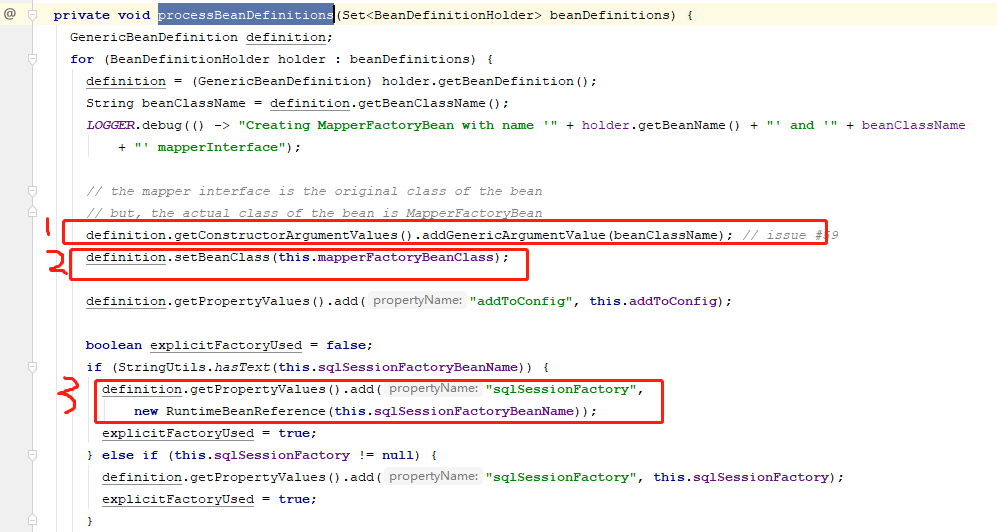 @ private void processBeanDefinitions(Set<BeanDefinitionHolder> beanDefinitions) {
GenericBeanDefinition definition;
for (BeanDefinitionHolder holder : beanDefinitions) {
definition = (GenericBeanDefinition) holder.getBeanDefinition();
String beanClassName = definition.getBeanClassName();
LOGGER.debug(() -> "Creating MapperFactoryBean with name '" + holder.getBeanName() + "' and '" + beanClassName
+ "' mapperInterface");
// the mapper interface is the original class of the bean
// but, the actual class of the bean is MapperFactoryBean
1 definition.getConstructorArgumentValues().addGenericArgumentValue(beanClassName); // issue #59
2 definition.setBeanClass(this.mapperFactoryBeanClass);
definition.getPropertyValues().add( propertyName: "addToConfig", this.addToConfig);
boolean explicitFactoryUsed = false;
if (StringUtils.hasText(this.sqlSessionFactoryBeanName)) {
3 definition.getPropertyValues().add( propertyName: "sqlSessionFactory",
new RuntimeBeanReference(this.sqlSessionFactoryBeanName));
explicitFactoryUsed = true;
} else if (this.sqlSessionFactory != null) {
definition.getPropertyValues().add( propertyName: "sqlSessionFactory", this.sqlSessionFactory);
explicitFactoryUsed = true;
}